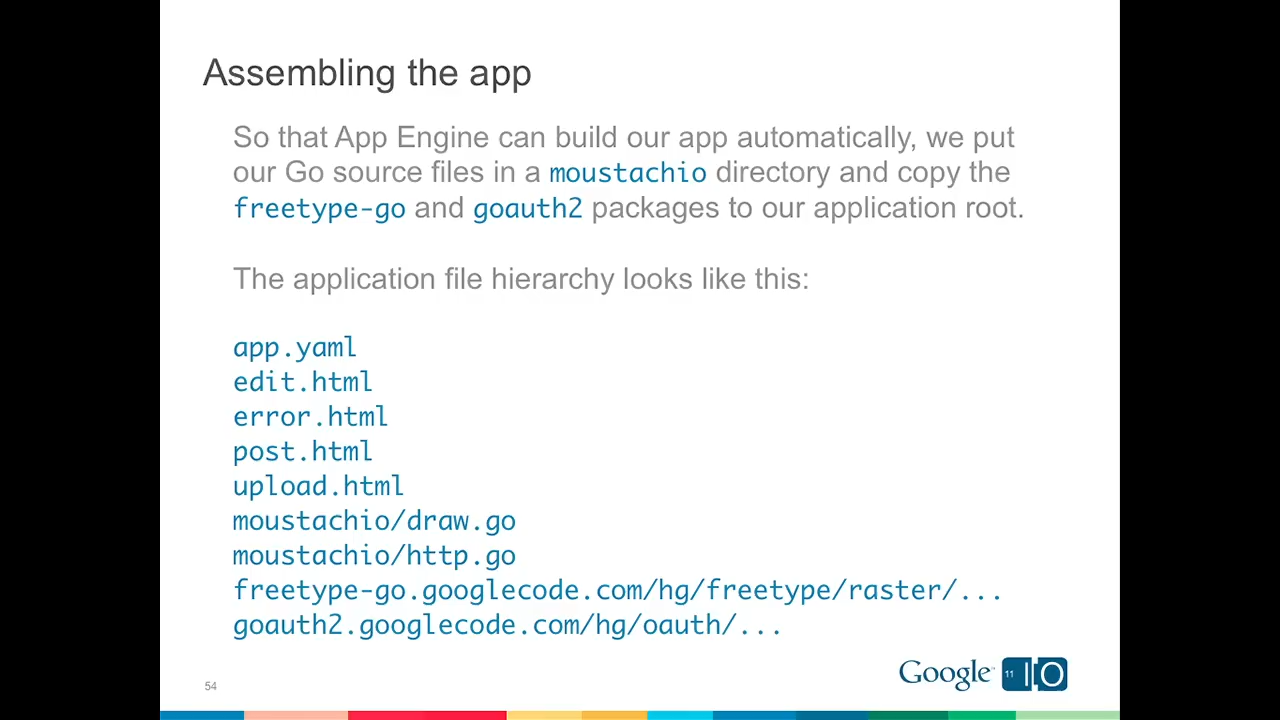 Assembling the app
So that App Engine can build our app automatically, we put
our Go source files in a moustachio directory and copy the
freetype-go and goauth2 packages to our application root.
The application file hierarchy looks like this:
app.yaml
edit.html
error.html
post.html
upload.html
moustachio/draw.go
moustachio/http.go
freetype-go.googlecode.com/hg/freetype/raster/...
goauth2.googlecode.com/hg/oauth/...
Google™ 11 IO
54